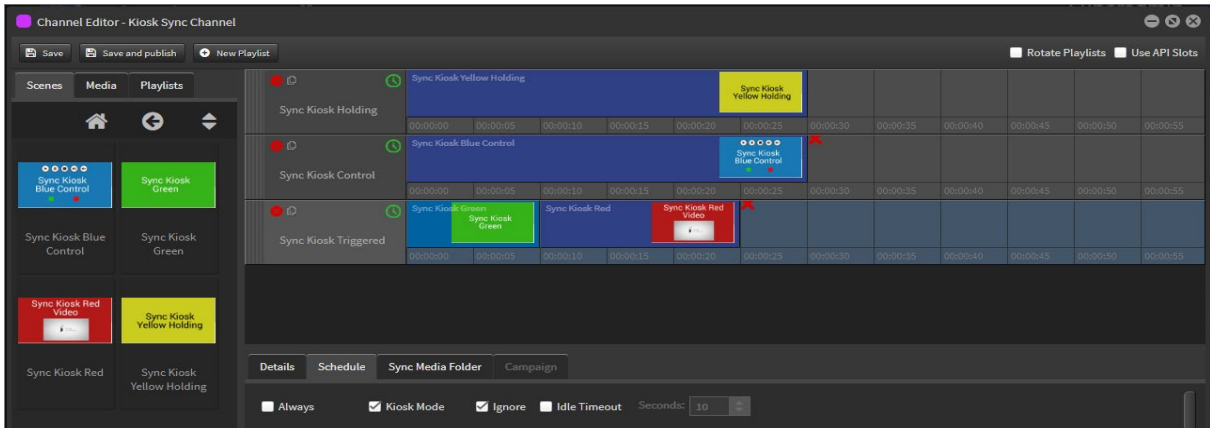 Channel Editor - Kiosk Sync Channel
Save Save and publish New Playlist Rotate Playlists Use API Slots
Scenes Media Playlists
Sync Kiosk Blue Control
Sync Kiosk Green
Sync Kiosk Blue Control
Sync Kiosk Green
Sync Kiosk Red Video
Sync Kiosk Yellow Holding
Sync Kiosk Red
Sync Kiosk Yellow Holding
Sync Kiosk Holding
Sync Kiosk Yellow Holding
Sync Kiosk Yellow Holding
00:00:00 00:00:05 00:00:10 00:00:15 00:00:20 00:00:25 00:00:30 00:00:35 00:00:40 00:00:45 00:00:50 00:00:55
Sync Kiosk Control
Sync Kiosk Blue Control
Sync Kiosk Blue Control
00:00:00 00:00:05 00:00:10 00:00:15 00:00:20 00:00:25 00:00:30 00:00:35 00:00:40 00:00:45 00:00:50 00:00:55
Sync Kiosk Triggered
Sync Kiosk Green
Sync Kiosk Green
Sync Kiosk Red
Sync Kiosk Red Video
00:00:00 00:00:05 00:00:10 00:00:15 00:00:20 00:00:25 00:00:30 00:00:35 00:00:40 00:00:45 00:00:50 00:00:55
Details Schedule Sync Media Folder Campaign
Always Kiosk Mode Ignore Idle Timeout Seconds: 10